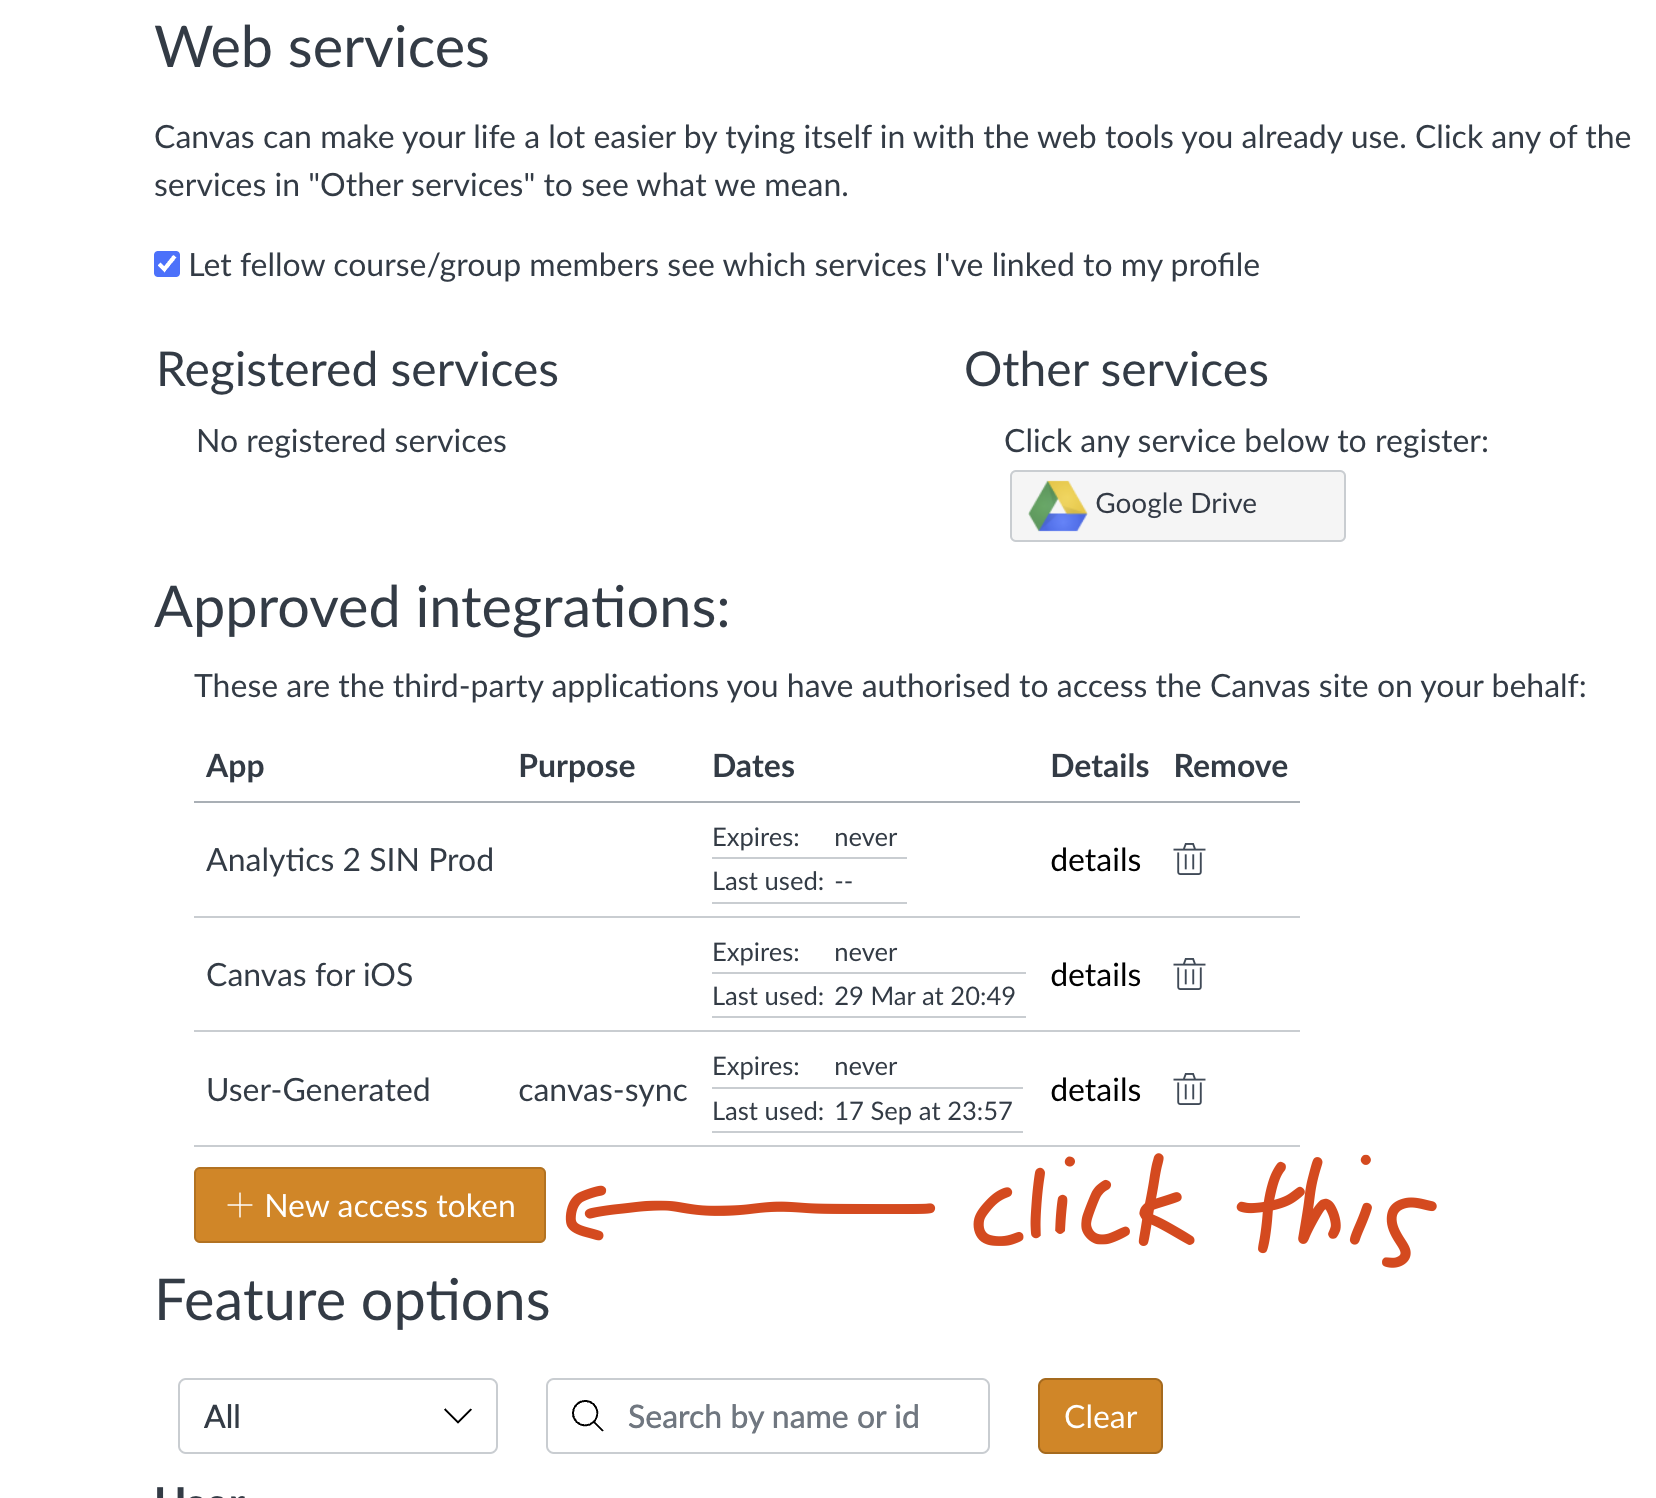 Web services
Canvas can make your life a lot easier by tying itself in with the web tools you already use. Click any of the
services in "Other services" to see what we mean.
Let fellow course/group members see which services I've linked to my profile
Registered services
No registered services
Other services
Click any service below to register:
Google Drive
Approved integrations:
These are the third-party applications you have authorised to access the Canvas site on your behalf:
App Purpose Dates Details Remove
Analytics 2 SIN Prod Expires: never details
Last used: --
Canvas for iOS Expires: never details
Last used: 29 Mar at 20:49
User-Generated canvas-sync Expires: never details
Last used: 17 Sep at 23:57
+ New access token click this
Feature options
All Search by name or id Clear
User